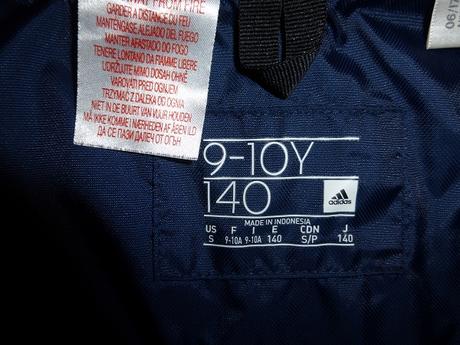 GARDER A DISTANCE DU FEU
MANTENGASE ALEJADO DEL FUEGO
MANTER AFASTADO DO FOGO
TENERE LONTANO DA FIAMME LIBERE
UDRŽUJTE MIMO DOSAH OHNĚ
VAROVATI PRED OGNJEM
TRZYMAĆ Z DALEKA OD OGNIA
NIET IN DE BUURT VAN VUUR HOUDEN
MÅ IKKE KOMME I NÆRHEDEN AF ÅBEN ILD
ДА СЕ ПАЗИ ДАЛЕЧ ОТ ОГЪН
9-10Y
140
adidas
MADE IN INDONESIA
US F I E CDN J
S 9-10A 9-10A 140 S/P 140